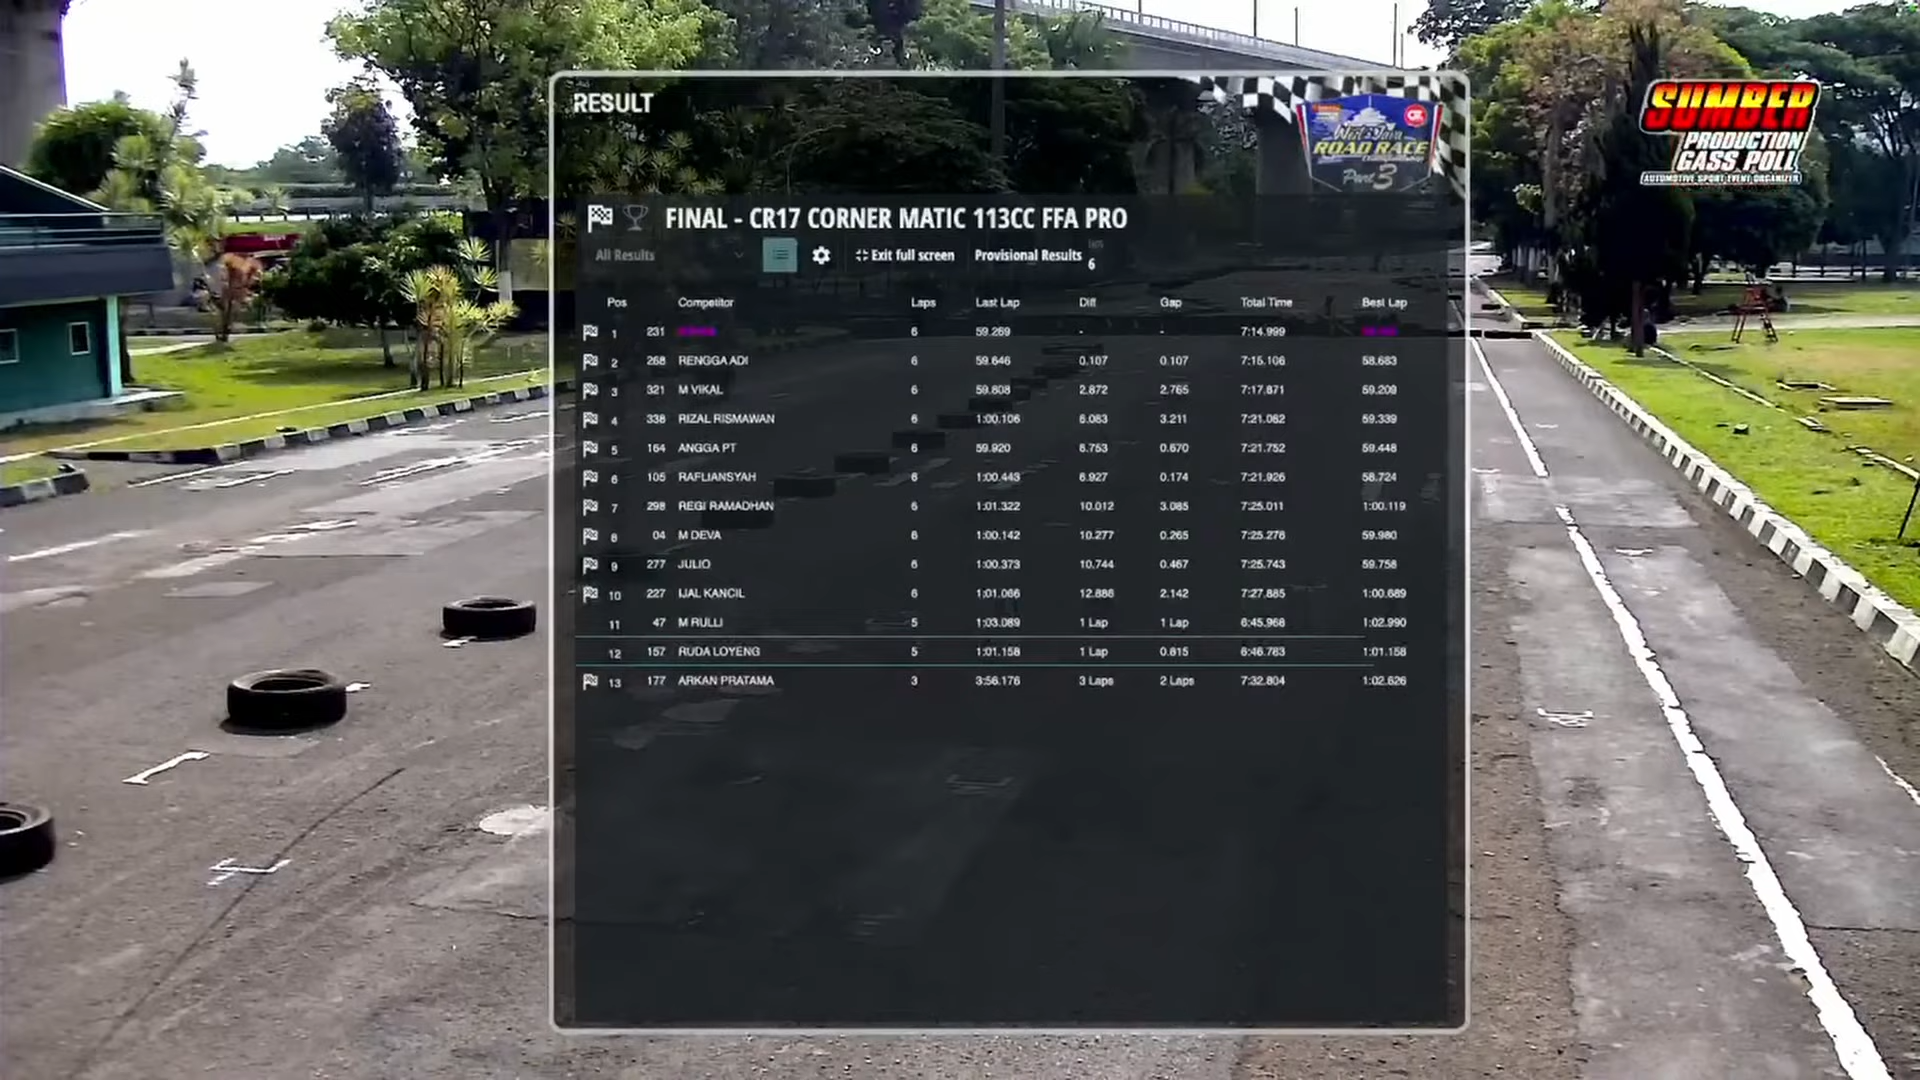 RESULT
West Java
ROAD RACE
Championship
Part 3
SUMBER
PRODUCTION
GASS POLL
AUTOMOTIVE SPORT EVENT ORGANIZER
FINAL - CR17 CORNER MATIC 113CC FFA PRO
All Results Exit full screen Provisional Results 6
Pos Competitor Laps Last Lap Diff Gap Total Time Best Lap
1 231 6 59.269 - - 7:14.999
2 268 RENGGA ADI 6 59.646 0.107 0.107 7:15.106 58.683
3 321 M VIKAL 6 59.808 2.872 2.765 7:17.871 59.209
4 338 RIZAL RISMAWAN 6 1:00.106 6.083 3.211 7:21.082 59.339
5 164 ANGGA PT 6 59.920 6.753 0.670 7:21.752 59.448
6 105 RAFLIANSYAH 6 1:00.443 6.927 0.174 7:21.926 58.724
7 298 REGI RAMADHAN 6 1:01.322 10.012 3.085 7:25.011 1:00.119
8 04 M DEVA 6 1:00.142 10.277 0.265 7:25.276 59.980
9 277 JULIO 6 1:00.373 10.744 0.467 7:25.743 59.758
10 227 IJAL KANCIL 6 1:01.066 12.886 2.142 7:27.885 1:00.689
11 47 M RULLI 5 1:03.089 1 Lap 1 Lap 6:45.968 1:02.990
12 157 RUDA LOYENG 5 1:01.158 1 Lap 0.815 6:46.783 1:01.158
13 177 ARKAN PRATAMA 3 3:56.176 3 Laps 2 Laps 7:32.804 1:02.626